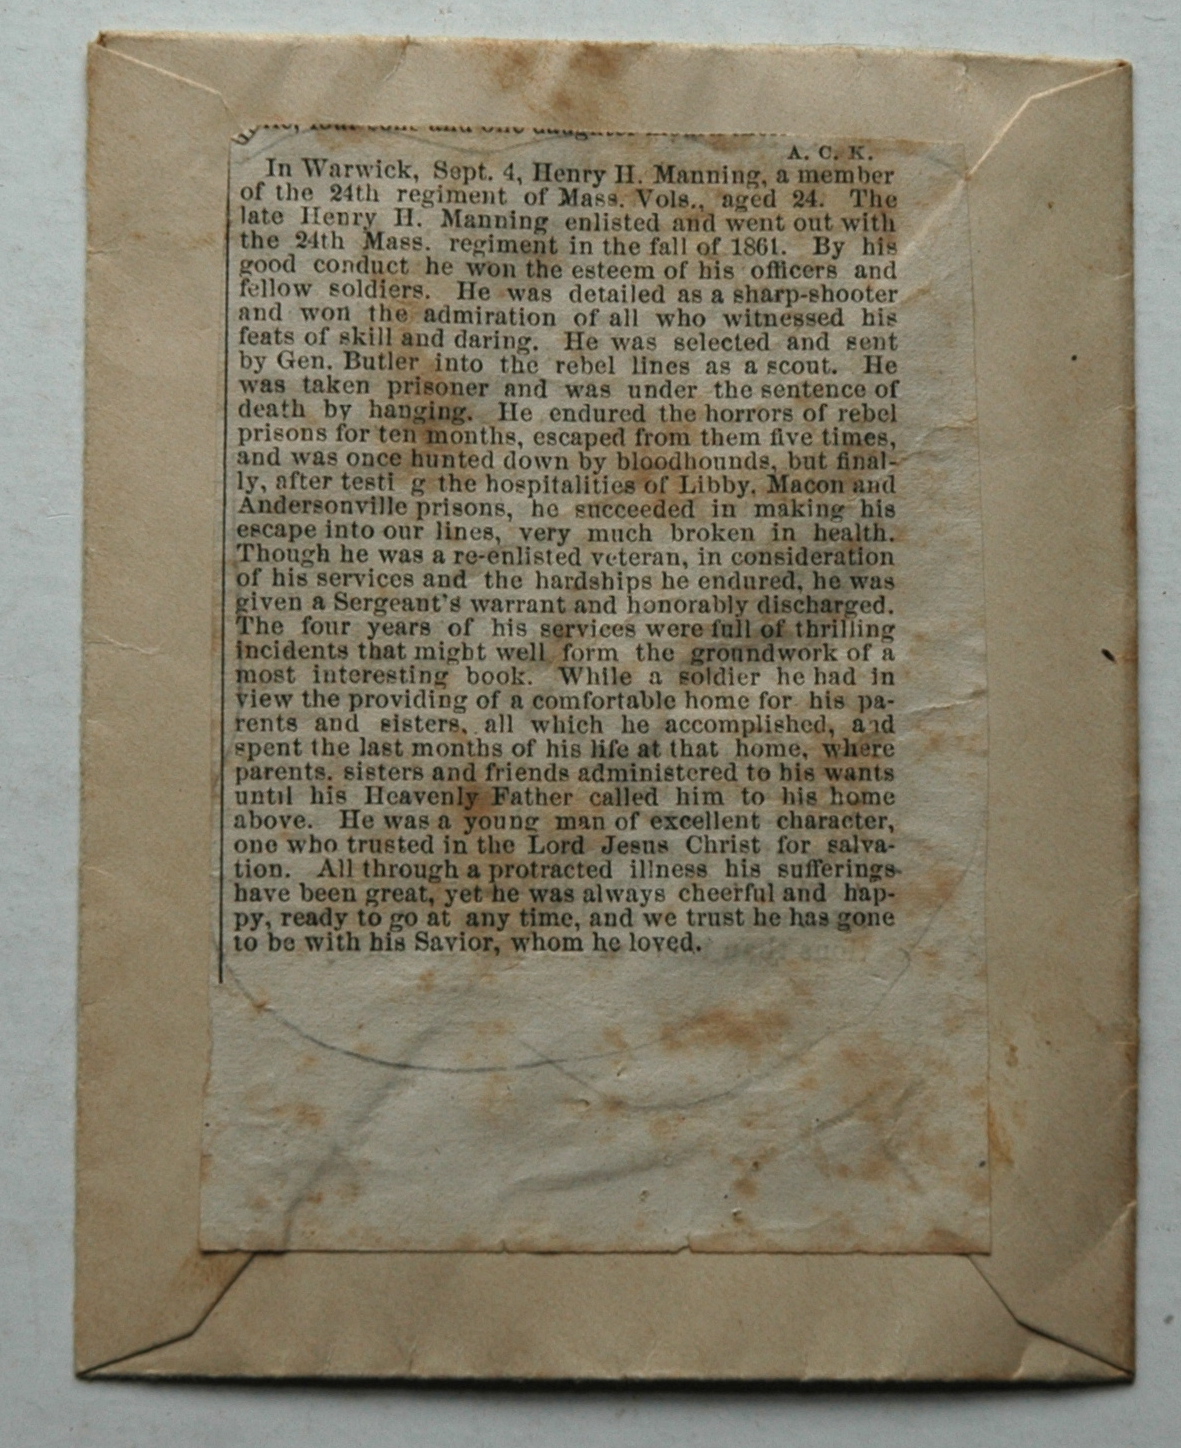 and one daughter
A. C. K.
In Warwick, Sept. 4, Henry H. Manning, a member
of the 24th regiment of Mass. Vols., aged 24. The
late Henry H. Manning enlisted and went out with
the 24th Mass. regiment in the fall of 1861. By his
good conduct he won the esteem of his officers and
fellow soldiers. He was detailed as a sharp-shooter
and won the admiration of all who witnessed his
feats of skill and daring. He was selected and sent
by Gen. Butler into the rebel lines as a scout. He
was taken prisoner and was under the sentence of
death by hanging. He endured the horrors of rebel
prisons for ten months, escaped from them five times,
and was once hunted down by bloodhounds, but final-
ly, after testi g the hospitalities of Libby, Macon and
Andersonville prisons, he succeeded in making his
escape into our lines, very much broken in health.
Though he was a re-enlisted veteran, in consideration
of his services and the hardships he endured, he was
given a Sergeant's warrant and honorably discharged.
The four years of his services were full of thrilling
incidents that might well form the groundwork of a
most interesting book. While a soldier he had in
view the providing of a comfortable home for his pa-
rents and sisters, all which he accomplished, and
spent the last months of his life at that home, where
parents. sisters and friends administered to his wants
until his Heavenly Father called him to his home
above. He was a young man of excellent character,
one who trusted in the Lord Jesus Christ for salva-
tion. All through a protracted illness his sufferings
have been great, yet he was always cheerful and hap-
py, ready to go at any time, and we trust he has gone
to be with his Savior, whom he loved.